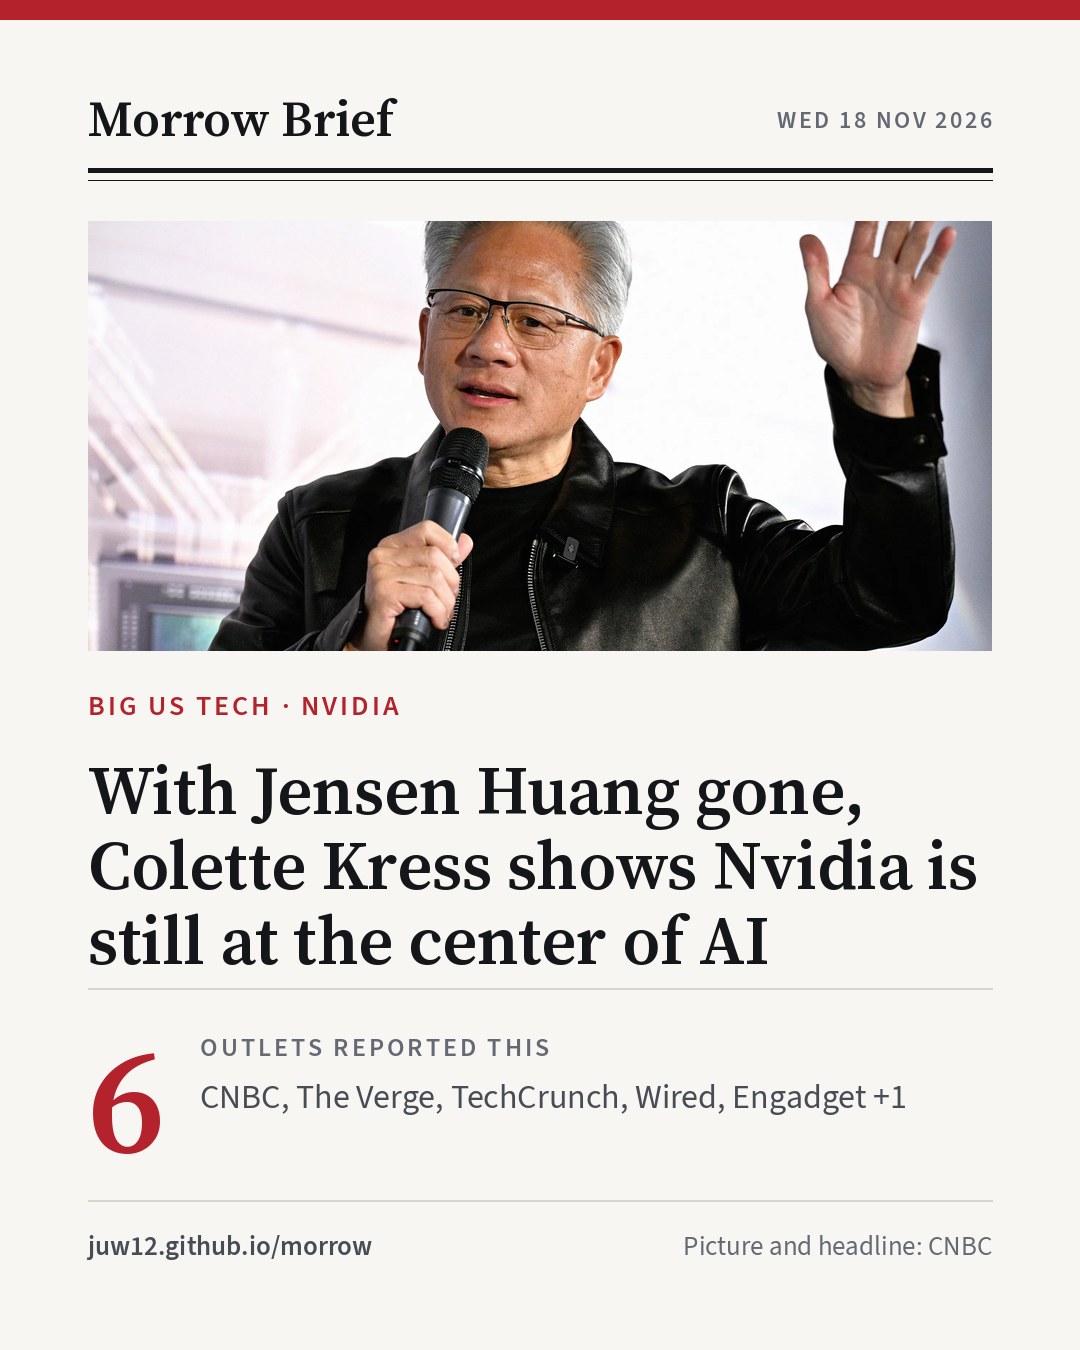 Morrow Brief
WED 18 NOV 2026
BIG US TECH · NVIDIA
With Jensen Huang gone,
Colette Kress shows Nvidia is
still at the center of AI
6
OUTLETS REPORTED THIS
CNBC, The Verge, TechCrunch, Wired, Engadget +1
juw12.github.io/morrow
Picture and headline: CNBC